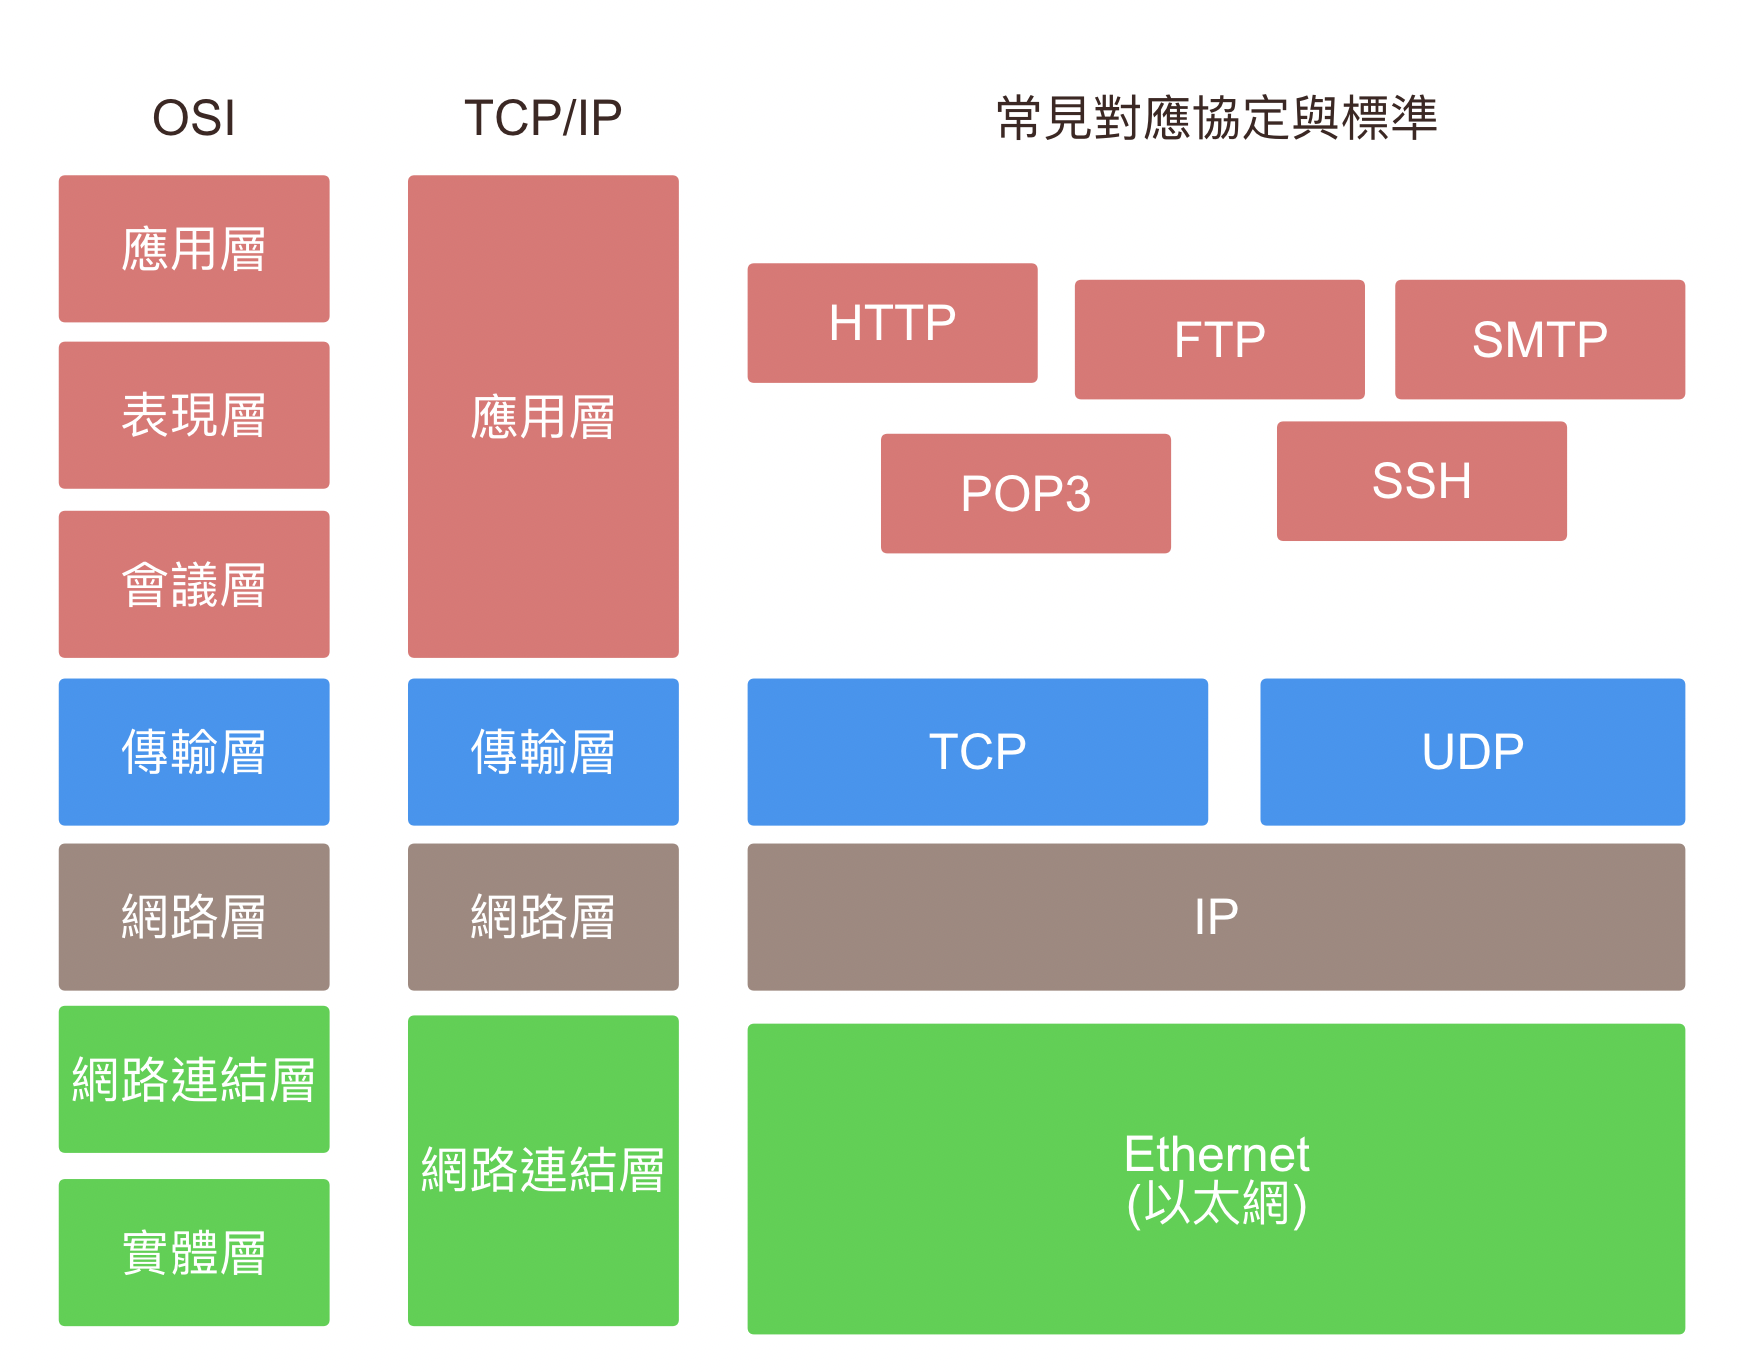 OSI
TCP/IP
常見對應協定與標準
應用層
表現層
會議層
傳輸層
網路層
網路連結層
實體層
應用層
傳輸層
網路層
網路連結層
HTTP
FTP
SMTP
POP3
SSH
TCP
UDP
IP
Ethernet
(以太網)